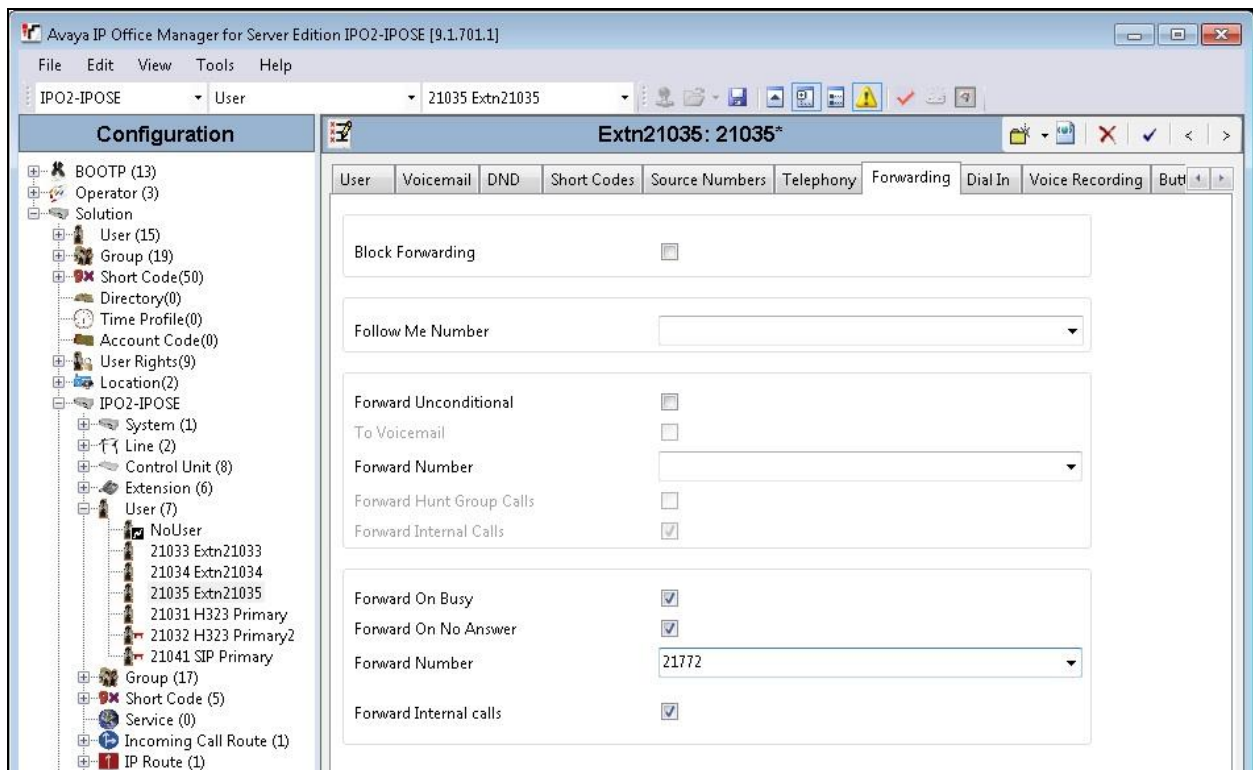 Avaya IP Office Manager for Server Edition IPO2-IPOSE [9.1.701.1]
File Edit View Tools Help
IPO2-IPOSE User 21035 Extn21035
Configuration
BOOTP (13)
Operator (3)
Solution
User (15)
Group (19)
Short Code(50)
Directory(0)
Time Profile(0)
Account Code(0)
User Rights(9)
Location(2)
IPO2-IPOSE
System (1)
Line (2)
Control Unit (8)
Extension (6)
User (7)
NoUser
21033 Extn21033
21034 Extn21034
21035 Extn21035
21031 H323 Primary
21032 H323 Primary2
21041 SIP Primary
Group (17)
Short Code (5)
Service (0)
Incoming Call Route (1)
IP Route (1)
Extn21035: 21035*
User Voicemail DND Short Codes Source Numbers Telephony Forwarding Dial In Voice Recording Butt
Block Forwarding
Follow Me Number
Forward Unconditional
To Voicemail
Forward Number
Forward Hunt Group Calls
Forward Internal Calls
Forward On Busy
Forward On No Answer
Forward Number 21772
Forward Internal calls